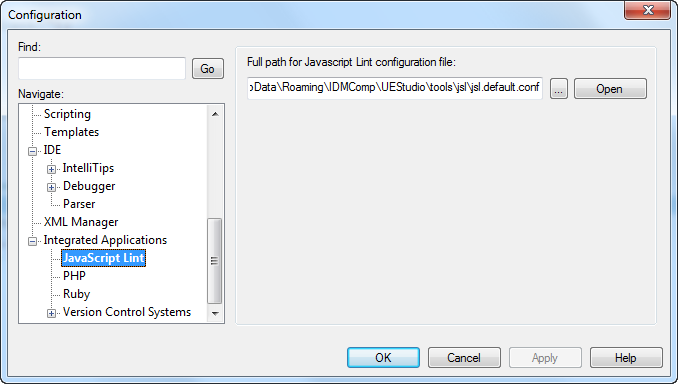 Configuration
Find:
Go
Navigate:
Scripting
Templates
IDE
IntelliTips
Debugger
Parser
XML Manager
Integrated Applications
JavaScript Lint
PHP
Ruby
Version Control Systems
Full path for Javascript Lint configuration file:
Data\Roaming\IDMComp\UEStudio\tools\jsl\jsl.default.conf
...
Open
OK
Cancel
Apply
Help